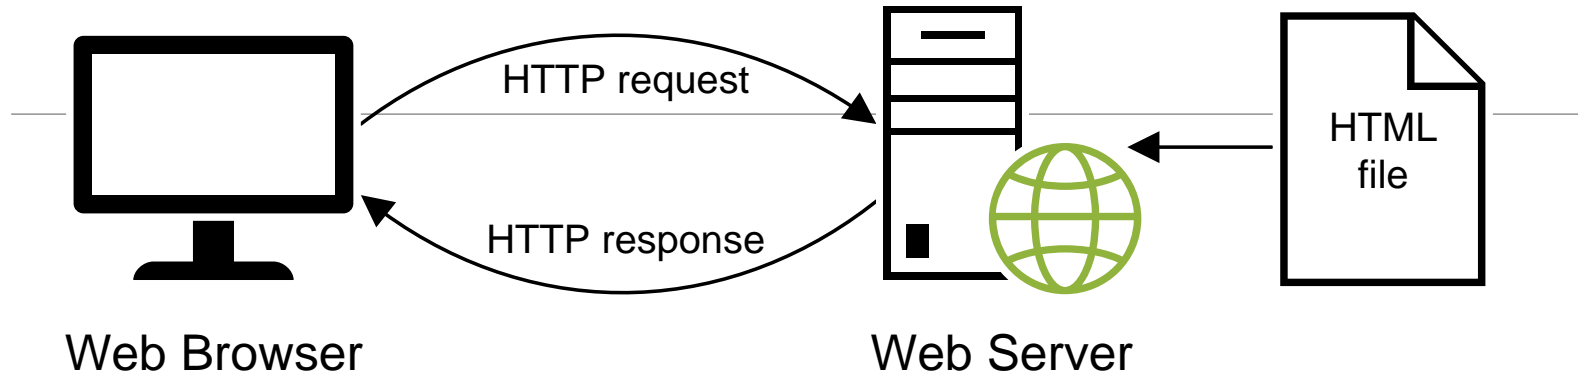 HTTP request
HTML
file
HTTP response
Web Browser
Web Server